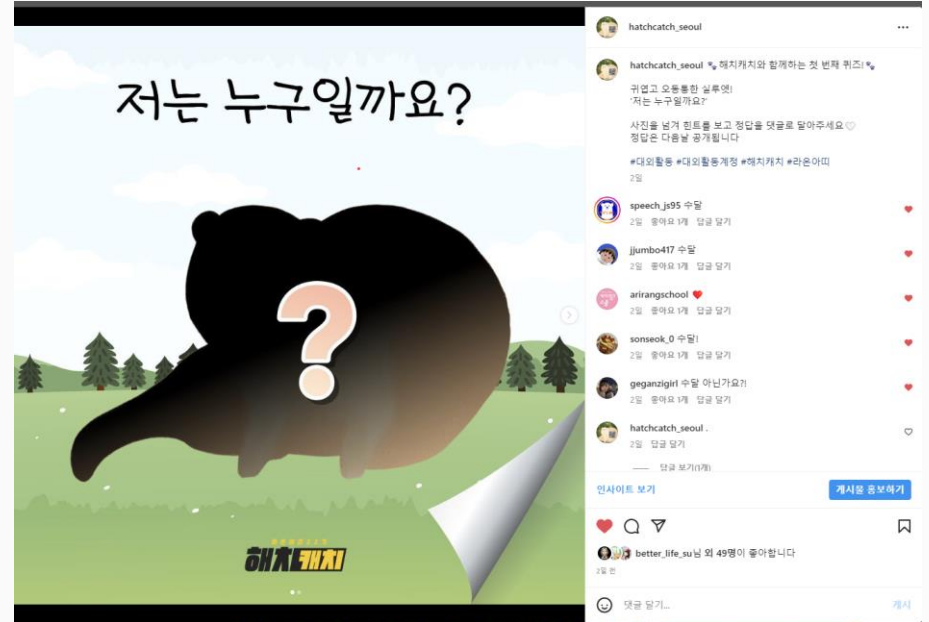 저는 누구일까요?
?
해치캐치
hatchcatch_seoul
hatchcatch_seoul 🐾 해치캐치와 함께하는 첫 번째 퀴즈! 🐾
귀엽고 오동통한 실루엣!
'저는 누구일까요?'
사진을 넘겨 힌트를 보고 정답을 댓글로 달아주세요♡
정답은 다음날 공개됩니다
#대외활동 #대외활동계정 #해치캐치 #라온아띠
2일
speech_js95 수달
2일 좋아요 1개 답글 달기
jjumbo417 수달
2일 좋아요 1개 답글 달기
arirangschool ❤️
2일 좋아요 1개 답글 달기
sonseok_0 수달!
2일 좋아요 1개 답글 달기
geganzigirl 수달 아닌가요?!
2일 좋아요 1개 답글 달기
hatchcatch_seoul .
2일 답글 달기
답글 보기(1개)
인사이트 보기
게시물 홍보하기
better_life_su님 외 49명이 좋아합니다
2일 전
댓글 달기...
게시